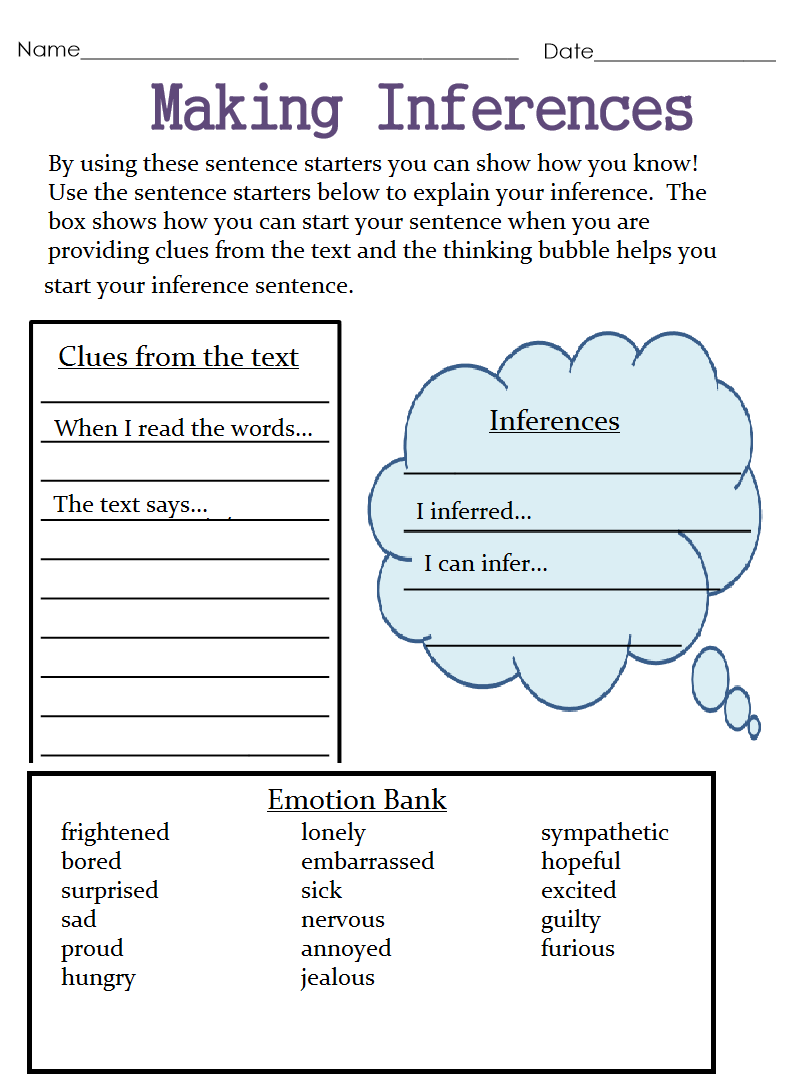 Name Date
Making Inferences
By using these sentence starters you can show how you know!
Use the sentence starters below to explain your inference. The
box shows how you can start your sentence when you are
providing clues from the text and the thinking bubble helps you
start your inference sentence.
Clues from the text
When I read the words...
The text says...
Inferences
I inferred...
I can infer...
Emotion Bank
frightened lonely sympathetic
bored embarrassed hopeful
surprised sick excited
sad nervous guilty
proud annoyed furious
hungry jealous